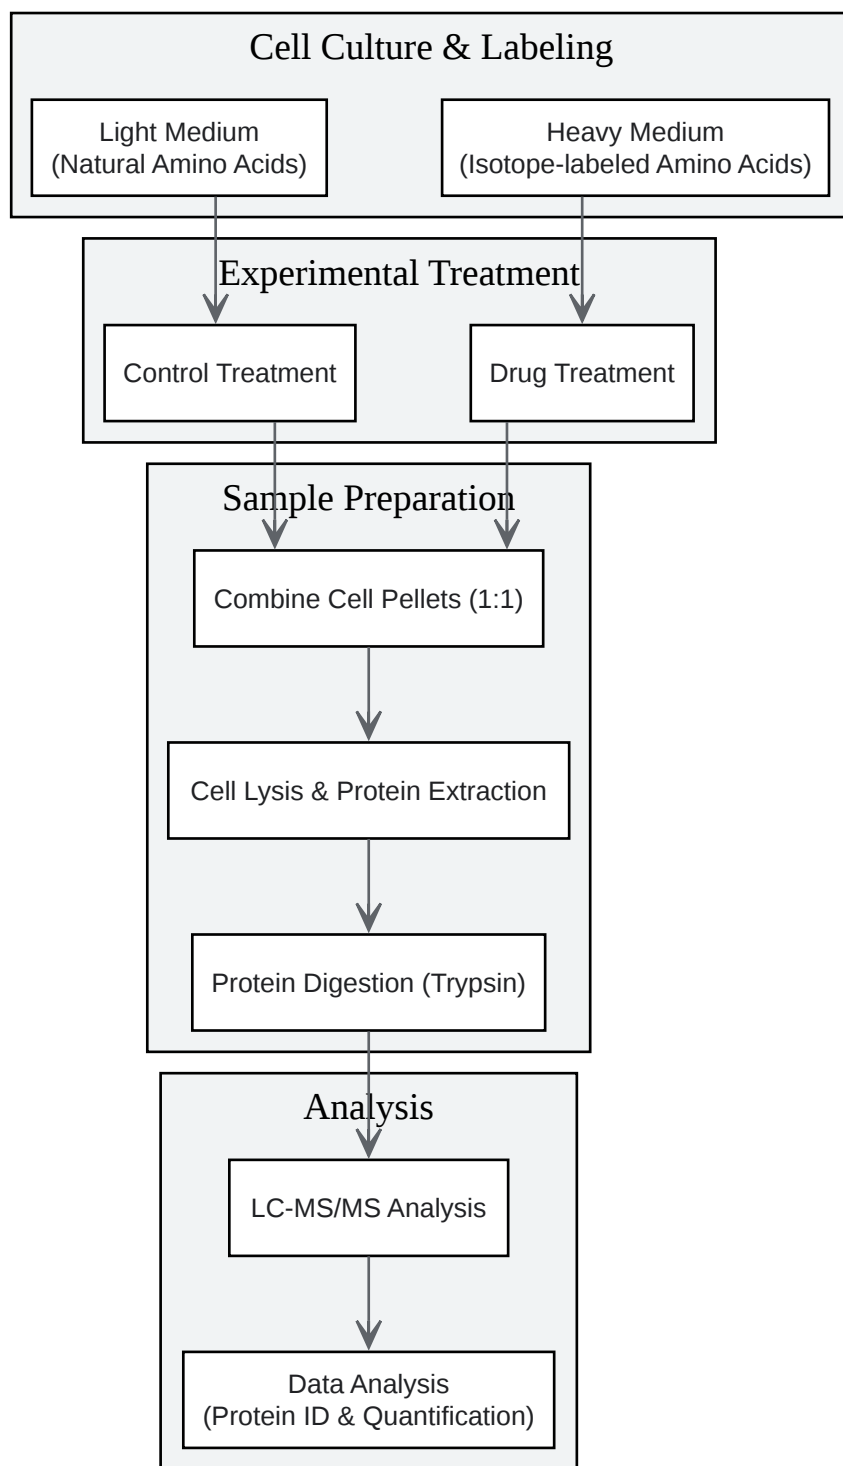 Cell Culture & Labeling
Light Medium
(Natural Amino Acids)
Heavy Medium
(Isotope-labeled Amino Acids)
Experimental Treatment
Control Treatment
Drug Treatment
Sample Preparation
Combine Cell Pellets (1:1)
Cell Lysis & Protein Extraction
Protein Digestion (Trypsin)
Analysis
LC-MS/MS Analysis
Data Analysis
(Protein ID & Quantification)